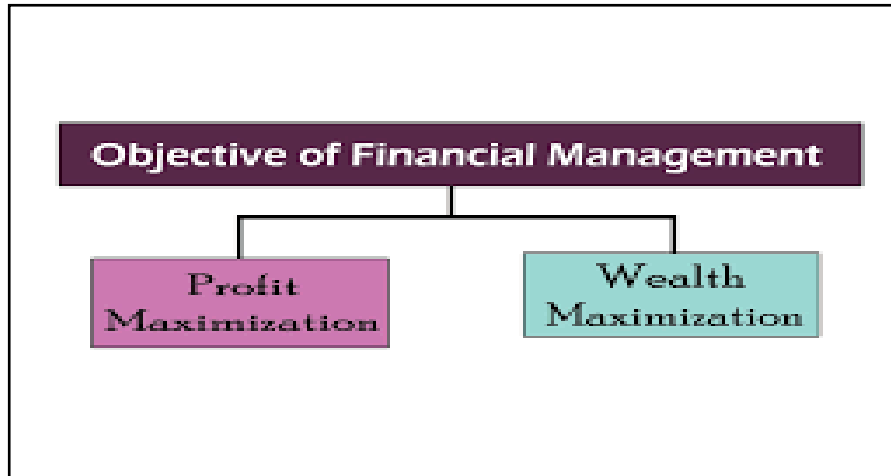 Objective of Financial Management
Profit
Maximization
Wealth
Maximization